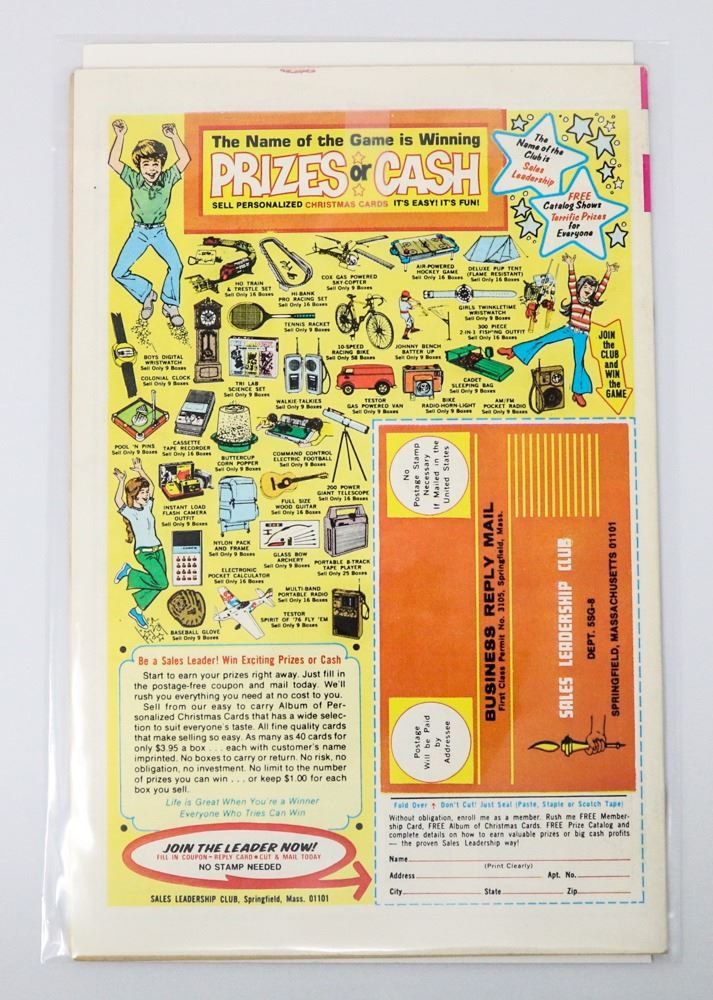 The Name of the Game is Winning
PRIZES or CASH
SELL PERSONALIZED CHRISTMAS CARDS IT'S EASY! IT'S FUN!
The
Name of the
Club is
Sales
Leadership
FREE
Catalog Shows
Terrific Prizes
for
Everyone
HO TRAIN
& TRESTLE SET
Sell Only 16 Boxes
HI-BANK
PRO RACING SET
Sell Only 16 Boxes
COX GAS POWERED
SKY-COPTER
Sell Only 9 Boxes
AIR-POWERED
HOCKEY GAME
Sell Only 16 Boxes
DELUXE PUP TENT
(FLAME RESISTANT)
Sell Only 16 Boxes
TENNIS RACKET
Sell Only 9 Boxes
GIRLS TWINKLETIME
WRISTWATCH
Sell Only 9 Boxes
300 PIECE
2-IN-1 FISHING OUTFIT
Sell Only 16 Boxes
JOIN
the
CLUB
and
WIN
the
GAME
BOYS DIGITAL
WRISTWATCH
Sell Only 9 Boxes
COLONIAL CLOCK
Sell Only 9 Boxes
TRI LAB
SCIENCE SET
Sell Only 9 Boxes
WALKIE-TALKIES
Sell Only 9 Boxes
10-SPEED
RACING BIKE
Sell Only 58 Boxes
JOHNNY BENCH
BATTER UP
Sell Only 9 Boxes
TESTOR
GAS POWERED VAN
Sell Only 9 Boxes
BIKE
RADIO-HORN-LIGHT
Sell Only 9 Boxes
CADET
SLEEPING BAG
Sell Only 9 Boxes
AM/FM
POCKET RADIO
Sell Only 9 Boxes
POOL 'N PINS
Sell Only 9 Boxes
CASSETTE
TAPE RECORDER
Sell Only 16 Boxes
BUTTERCUP
CORN POPPER
Sell Only 9 Boxes
COMMAND CONTROL
ELECTRIC FOOTBALL
Sell Only 9 Boxes
200 POWER
GIANT TELESCOPE
Sell Only 16 Boxes
INSTANT LOAD
FLASH CAMERA
OUTFIT
Sell Only 9 Boxes
FULL SIZE
WOOD GUITAR
Sell Only 16 Boxes
NYLON PACK
AND FRAME
Sell Only 9 Boxes
GLASS BOW
ARCHERY
Sell Only 9 Boxes
PORTABLE 8-TRACK
TAPE PLAYER
Sell Only 25 Boxes
ELECTRONIC
POCKET CALCULATOR
Sell Only 16 Boxes
MULTI-BAND
PORTABLE RADIO
Sell Only 16 Boxes
BASEBALL GLOVE
Sell Only 9 Boxes
TESTOR
SPIRIT OF '76 FLY 'EM
Sell Only 9 Boxes
Be a Sales Leader! Win Exciting Prizes or Cash
Start to earn your prizes right away. Just fill in
the postage-free coupon and mail today. We'll
rush you everything you need at no cost to you.
Sell from our easy to carry Album of Per-
sonalized Christmas Cards that has a wide selec-
tion to suit everyone's taste. All fine quality cards
that make selling so easy. As many as 40 cards for
only $3.95 a box . . . each with customer's name
imprinted. No boxes to carry or return. No risk, no
obligation, no investment. No limit to the number
of prizes you can win . . . or keep $1.00 for each
box you sell.
Life is Great When You're a Winner
Everyone Who Tries Can Win
JOIN THE LEADER NOW!
FILL IN COUPON - REPLY CARD • CUT & MAIL TODAY
NO STAMP NEEDED
SALES LEADERSHIP CLUB, Springfield, Mass. 01101
No
Postage Stamp
Necessary
If Mailed in the
United States
Postage
Will be Paid
by
Addressee
BUSINESS REPLY MAIL
First Class Permit No. 3105, Springfield, Mass.
SALES LEADERSHIP CLUB
DEPT. 5SG-8
SPRINGFIELD, MASSACHUSETTS 01101
Fold Over ↑ Don't Cut! Just Seal (Paste, Staple or Scotch Tape)
Without obligation, enroll me as a member. Rush me FREE Member-
ship Card, FREE Album of Christmas Cards. FREE Prize Catalog and
complete details on how to earn valuable prizes or big cash profits
— the proven Sales Leadership way!
Name
(Print Clearly)
Address Apt. No.
City State Zip